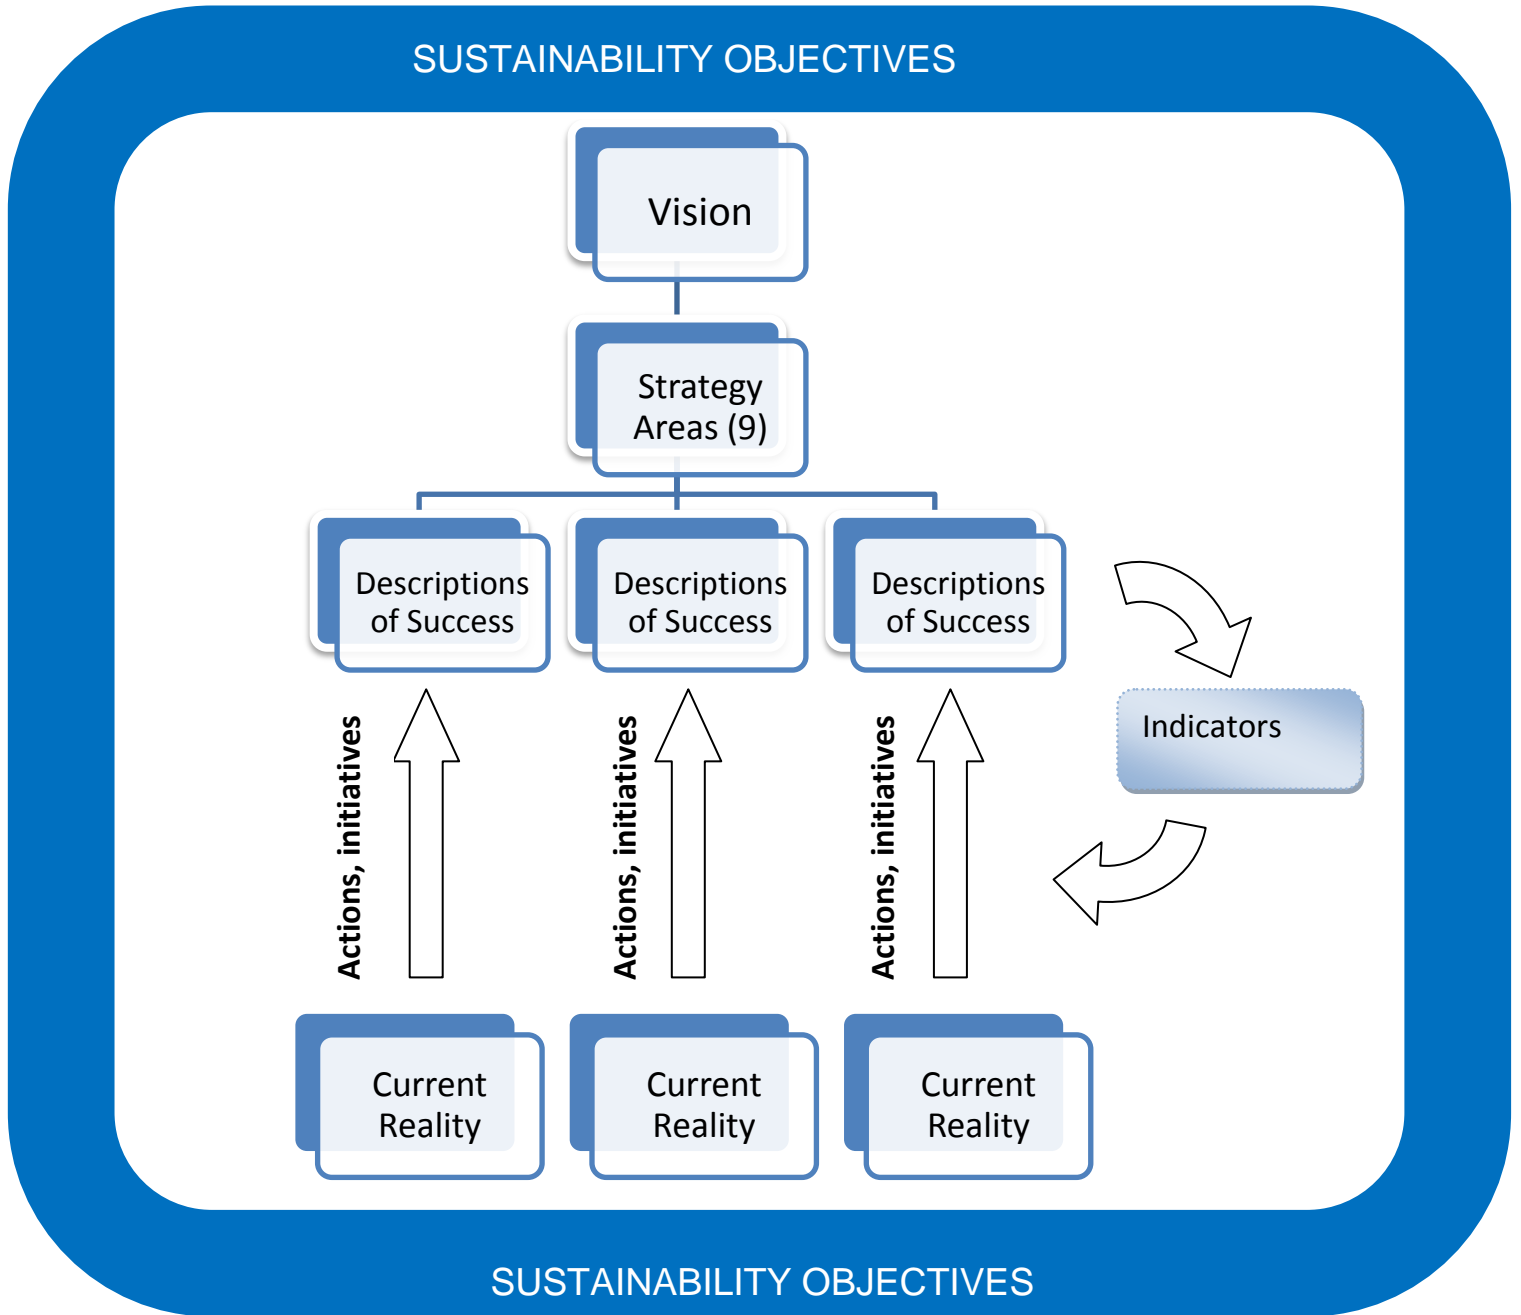 SUSTAINABILITY OBJECTIVES
Vision
Strategy
Areas (9)
Descriptions
of Success
Descriptions
of Success
Descriptions
of Success
Indicators
Actions, initiatives
Actions, initiatives
Actions, initiatives
Current
Reality
Current
Reality
Current
Reality
SUSTAINABILITY OBJECTIVES